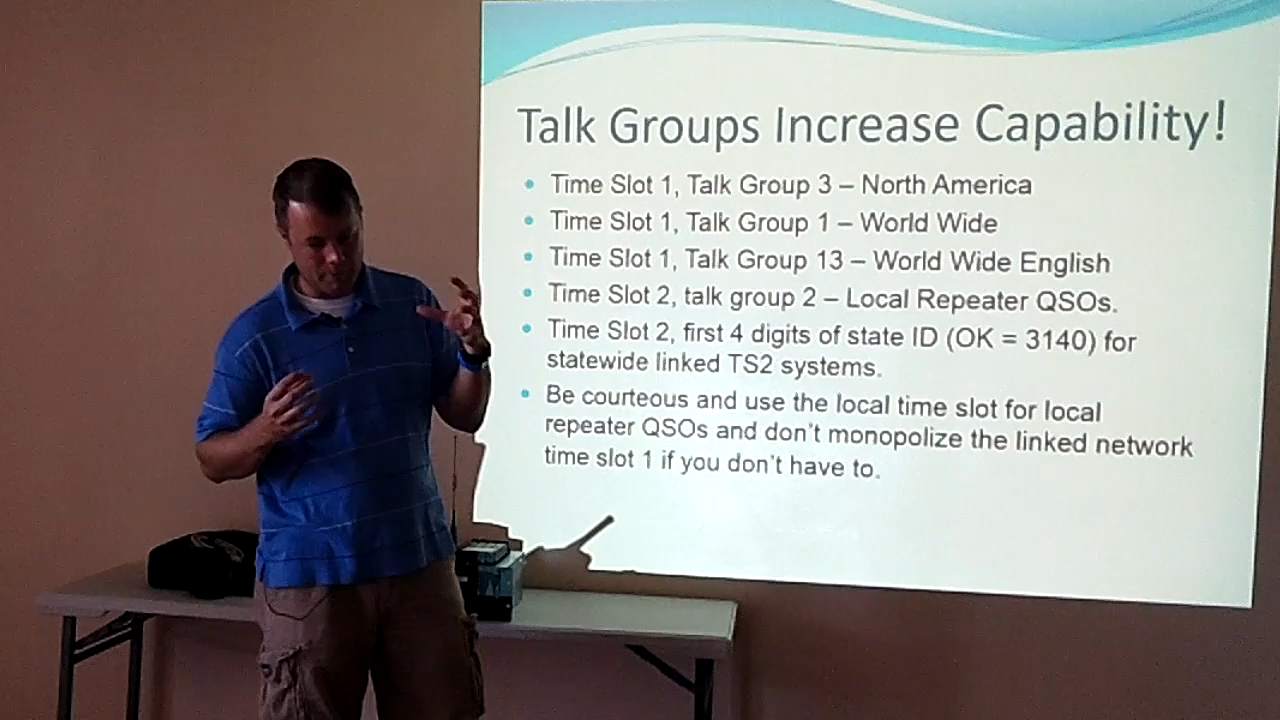 Talk Groups Increase Capability!
• Time Slot 1, Talk Group 3 – North America
• Time Slot 1, Talk Group 1 – World Wide
• Time Slot 1, Talk Group 13 – World Wide English
• Time Slot 2, talk group 2 – Local Repeater QSOs.
• Time Slot 2, first 4 digits of state ID (OK = 3140) for
statewide linked TS2 systems.
• Be courteous and use the local time slot for local
repeater QSOs and don't monopolize the linked network
time slot 1 if you don't have to.